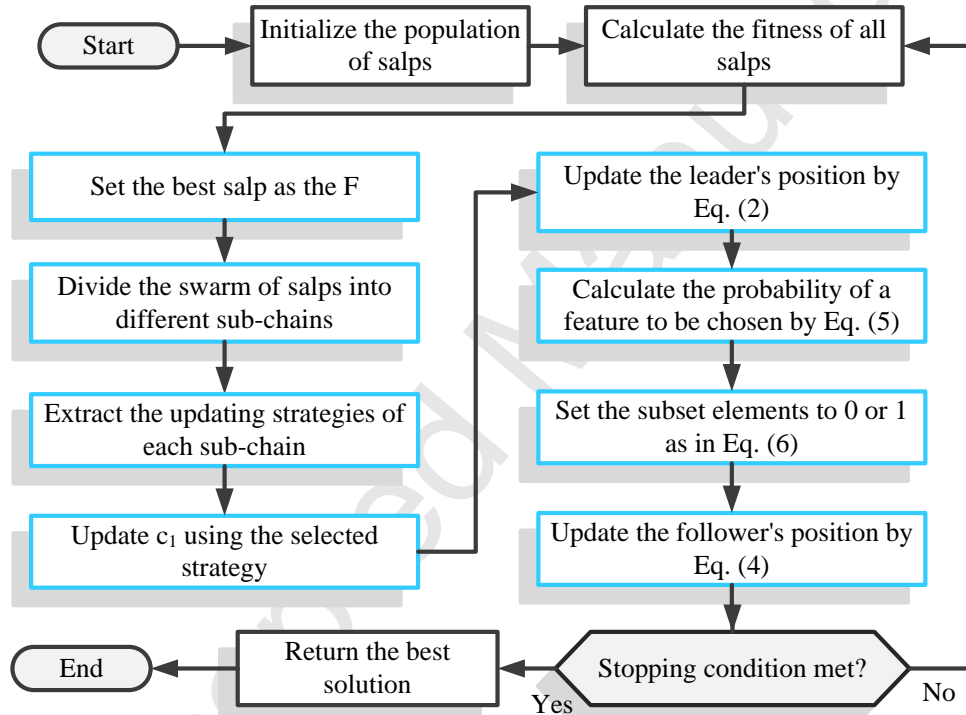 Start
Initialize the population
of salps
Calculate the fitness of all
salps
Set the best salp as the F
Divide the swarm of salps into
different sub-chains
Extract the updating strategies of
each sub-chain
Update c₁ using the selected
strategy
Update the leader's position by
Eq. (2)
Calculate the probability of a
feature to be chosen by Eq. (5)
Set the subset elements to 0 or 1
as in Eq. (6)
Update the follower's position by
Eq. (4)
Stopping condition met?
No
Yes
Return the best
solution
End